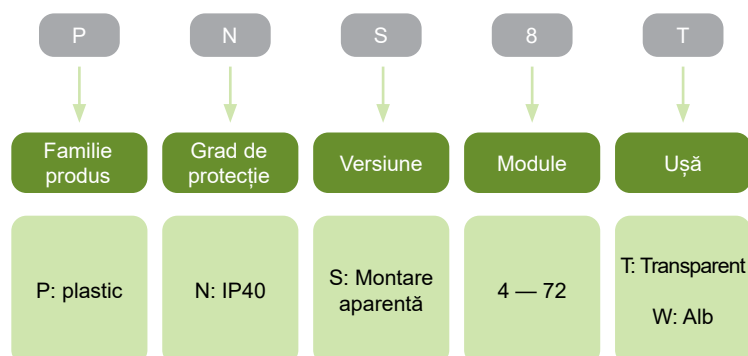 P N S 8 T
Familie produs
Grad de protecție
Versiune
Module
Ușă
P: plastic
N: IP40
S: Montare aparentă
4 — 72
T: Transparent
W: Alb